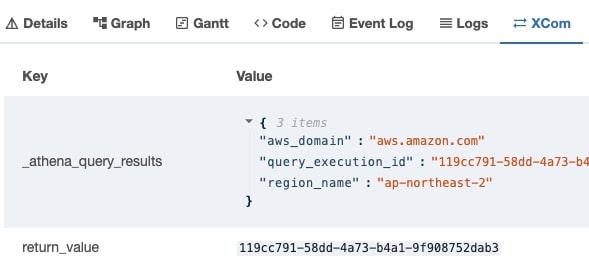 Details Graph Gantt Code Event Log Logs XCom
Key Value
_athena_query_results
{ 3 items
"aws_domain" : "aws.amazon.com"
"query_execution_id" : "119cc791-58dd-4a73-b4
"region_name" : "ap-northeast-2"
}
return_value 119cc791-58dd-4a73-b4a1-9f908752dab3